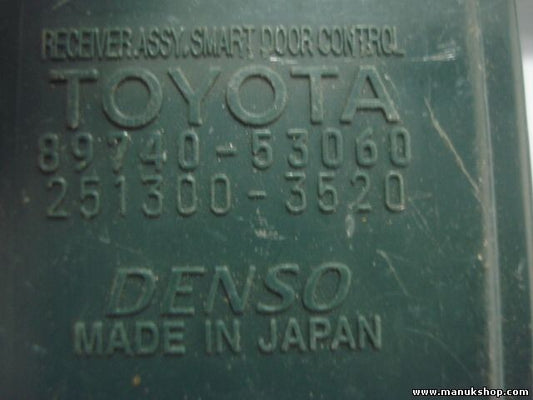 RECEIVER ASSY, SMART DOOR CONTROL
TOYOTA
89740-53060
251300-3520
DENSO
MADE IN JAPAN
www.manukshop.com